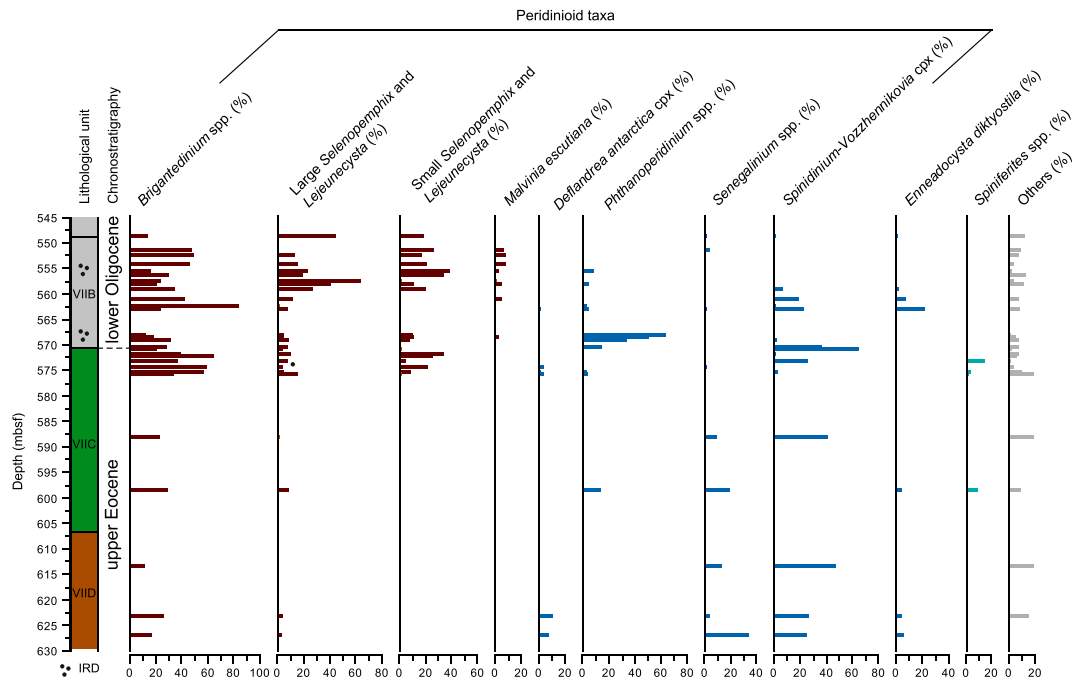 Peridinioid taxa
Lithological unit
Chronostratigraphy
Brigantedinium spp. (%)
Large Selenopemphix and
Lejeunecysta (%)
Small Selenopemphix and
Lejeunecysta (%)
Malvinia escutiana (%)
Deflandrea antarctica cpx (%)
Phthanoperidinium spp. (%)
Senegalinium spp. (%)
Spinidinium-Vozzhennikovia cpx (%)
Enneadocysta diktyostila (%)
Spiniferites spp. (%)
Others (%)
Depth (mbsf)
545
550
555
560
565
570
575
580
585
590
595
600
605
610
615
620
625
630
VIIB
VIIC
VIID
lower Oligocene
upper Eocene
IRD
0 20 40 60 80 100
0 20 40 60 80
0 20 40 60
0 20
0 20
0 20 40 60 80
0 20 40
0 20 40 60 80
0 20 40
0 20
0 20